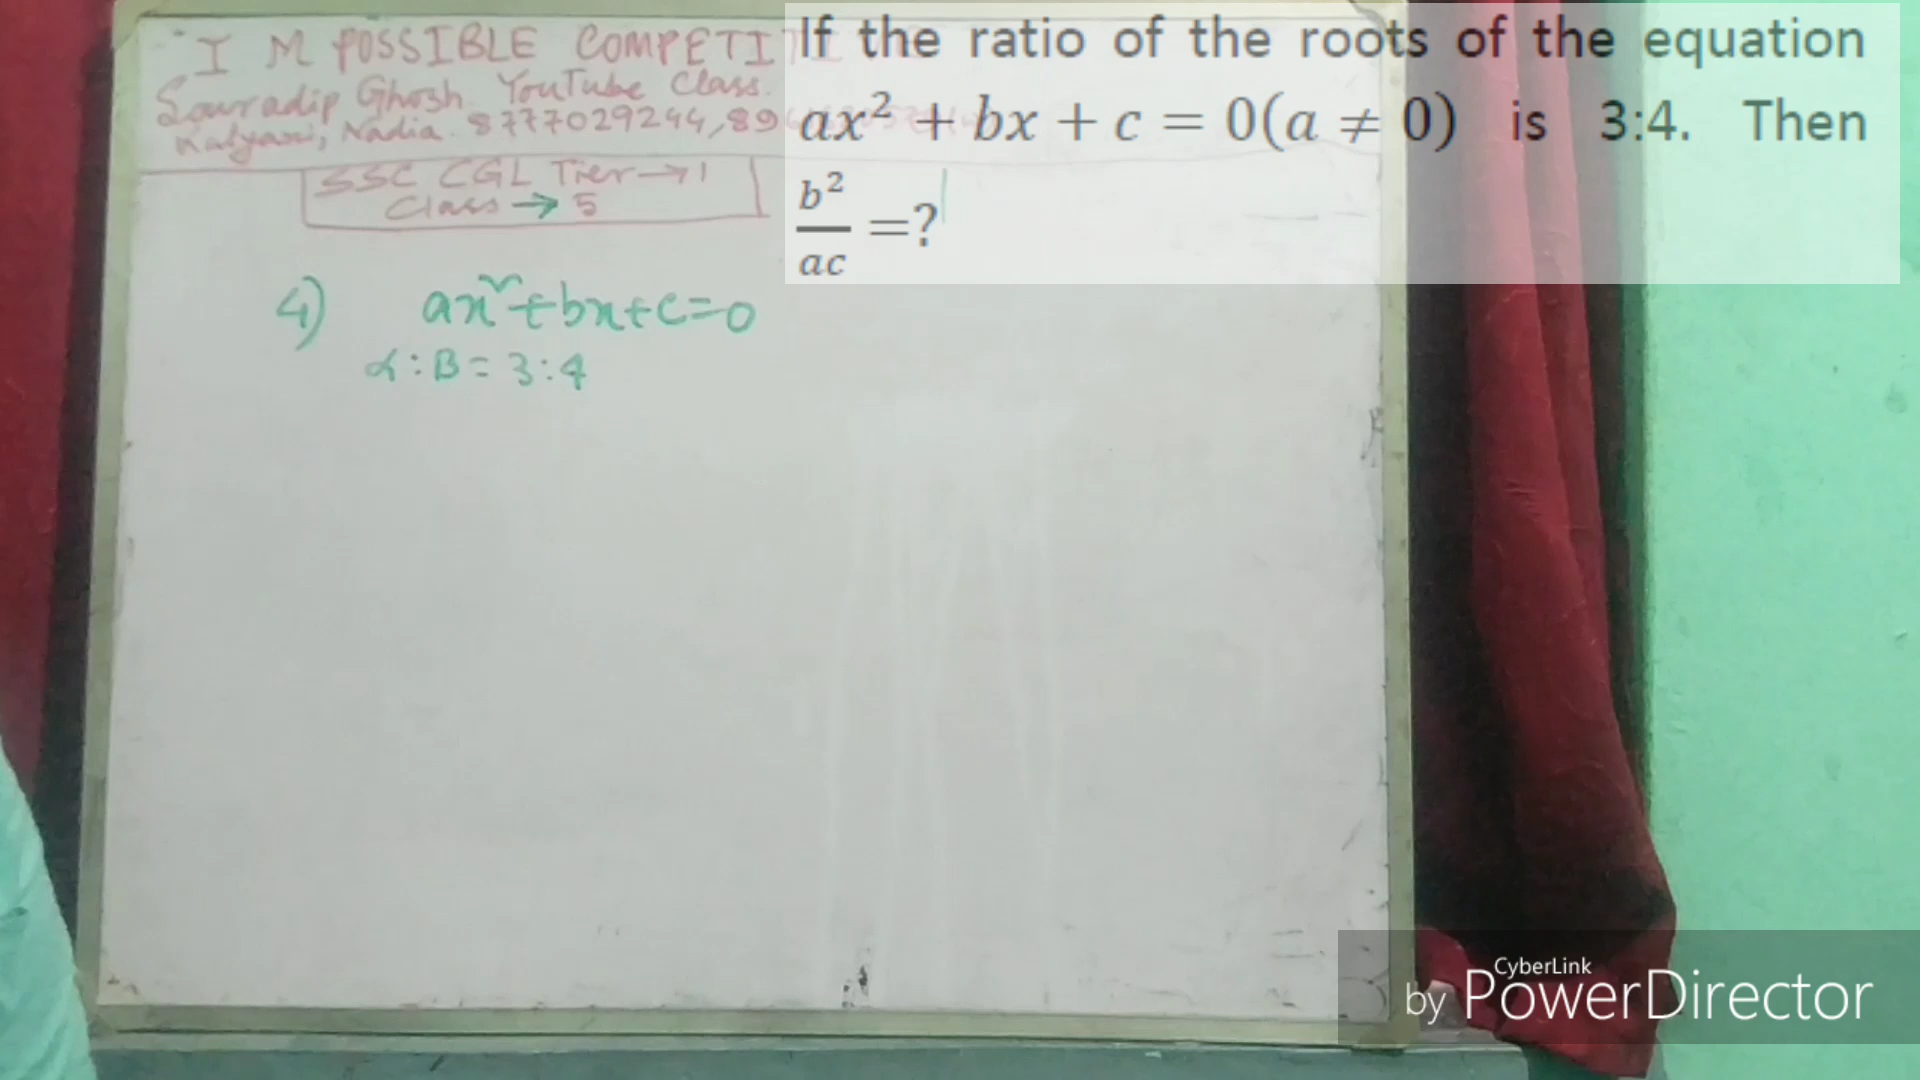 I M POSSIBLE COMPETI
Souradip Ghosh YouTube Class.
Kalyani, Nadia. 8777029244, 89
SSC CGL Tier → 1
Class → 5
If the ratio of the roots of the equation
ax² + bx + c = 0(a ≠ 0) is 3:4. Then
b²/ac =?
4) ax² + bx + c = 0
α : β = 3 : 4
CyberLink
by PowerDirector